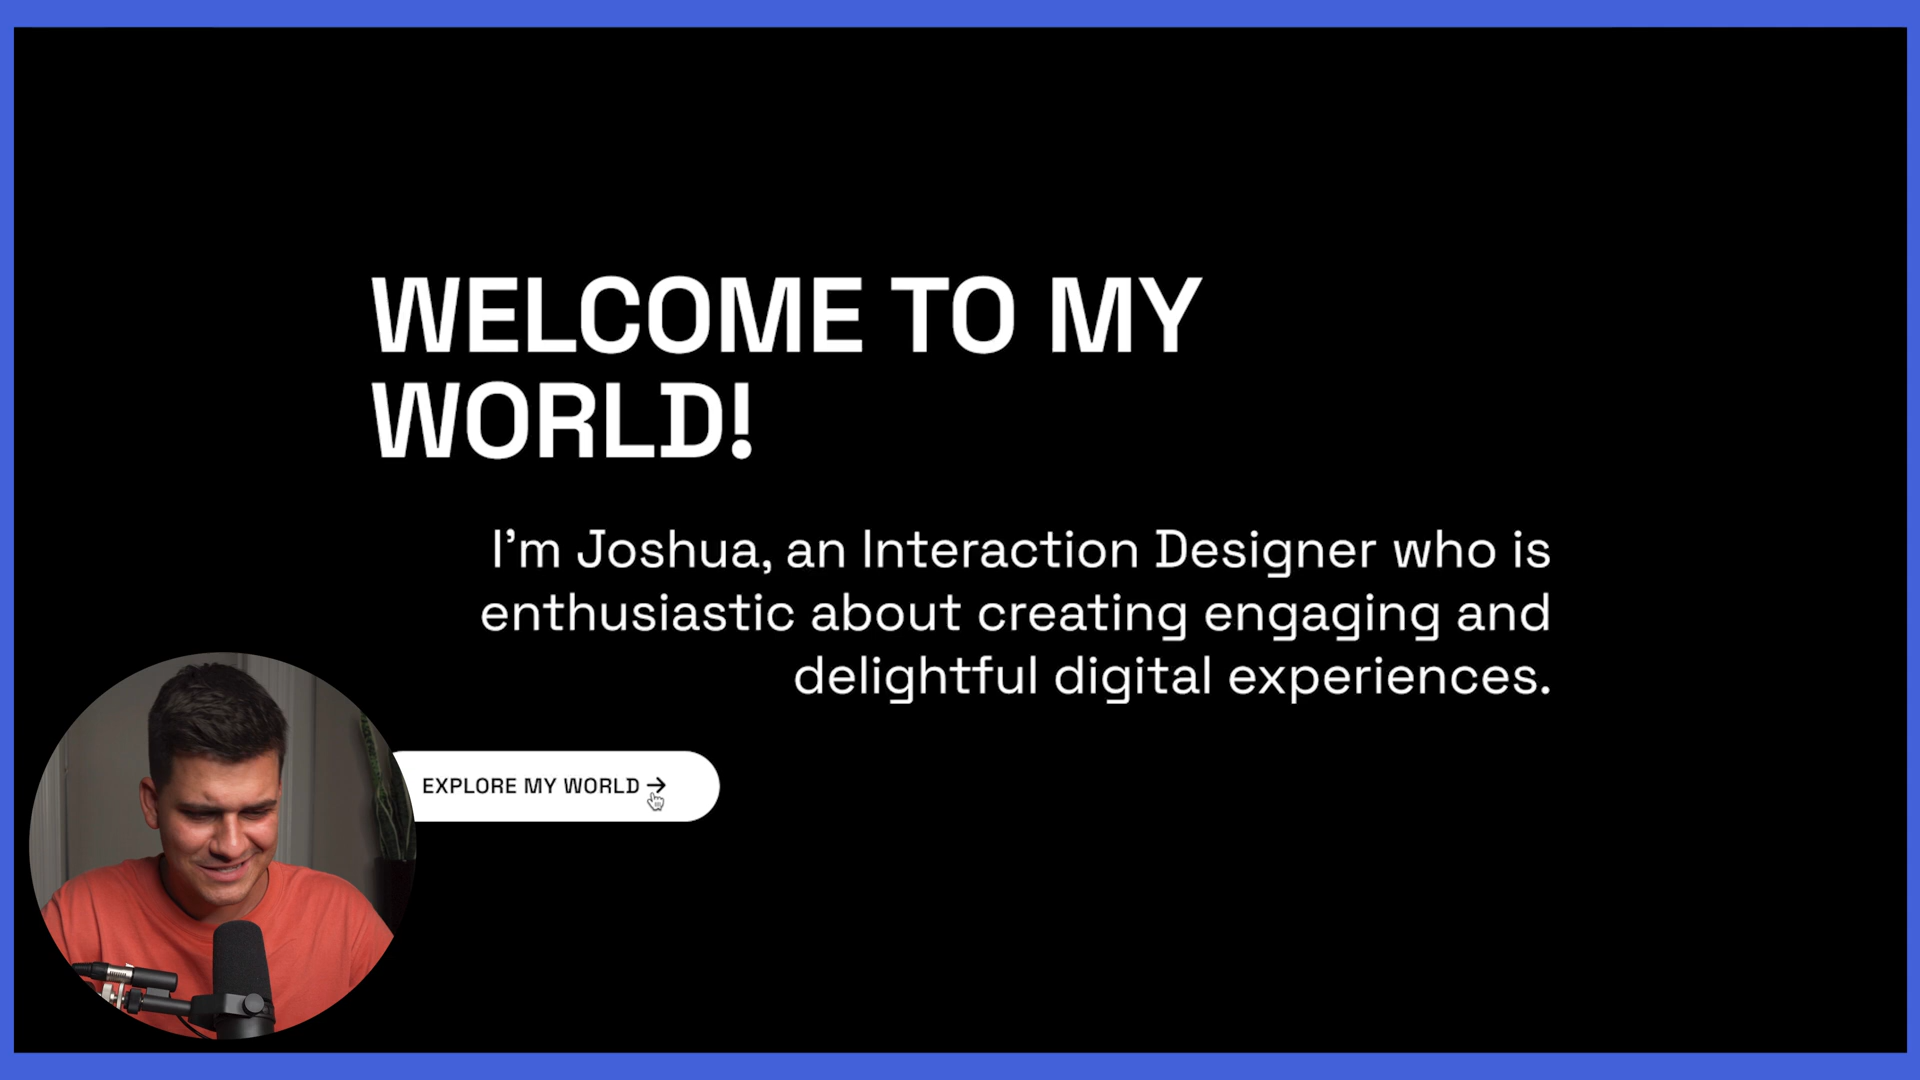 WELCOME TO MY
WORLD!
I'm Joshua, an Interaction Designer who is
enthusiastic about creating engaging and
delightful digital experiences.
EXPLORE MY WORLD →